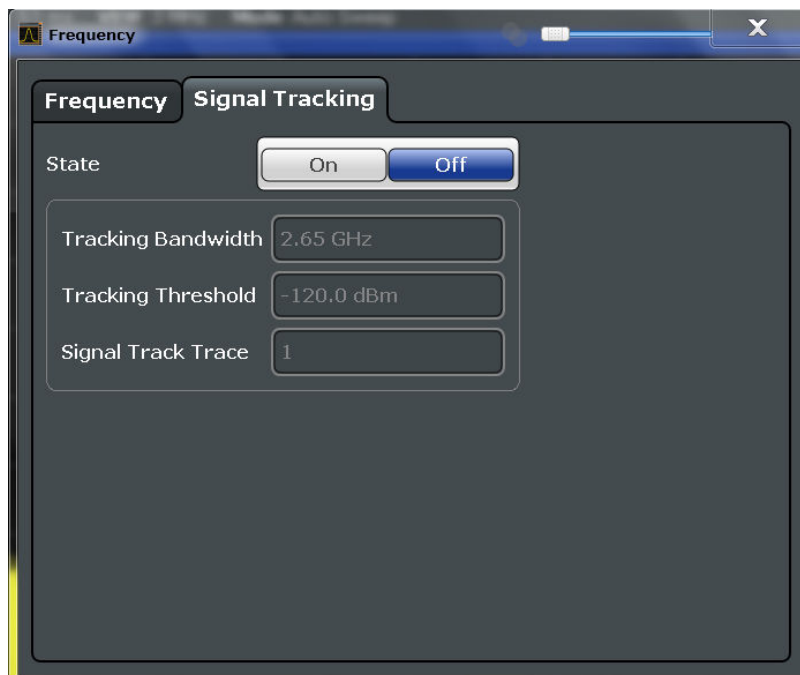 Frequency
X
Frequency
Signal Tracking
State
On
Off
Tracking Bandwidth 2.65 GHz
Tracking Threshold -120.0 dBm
Signal Track Trace 1